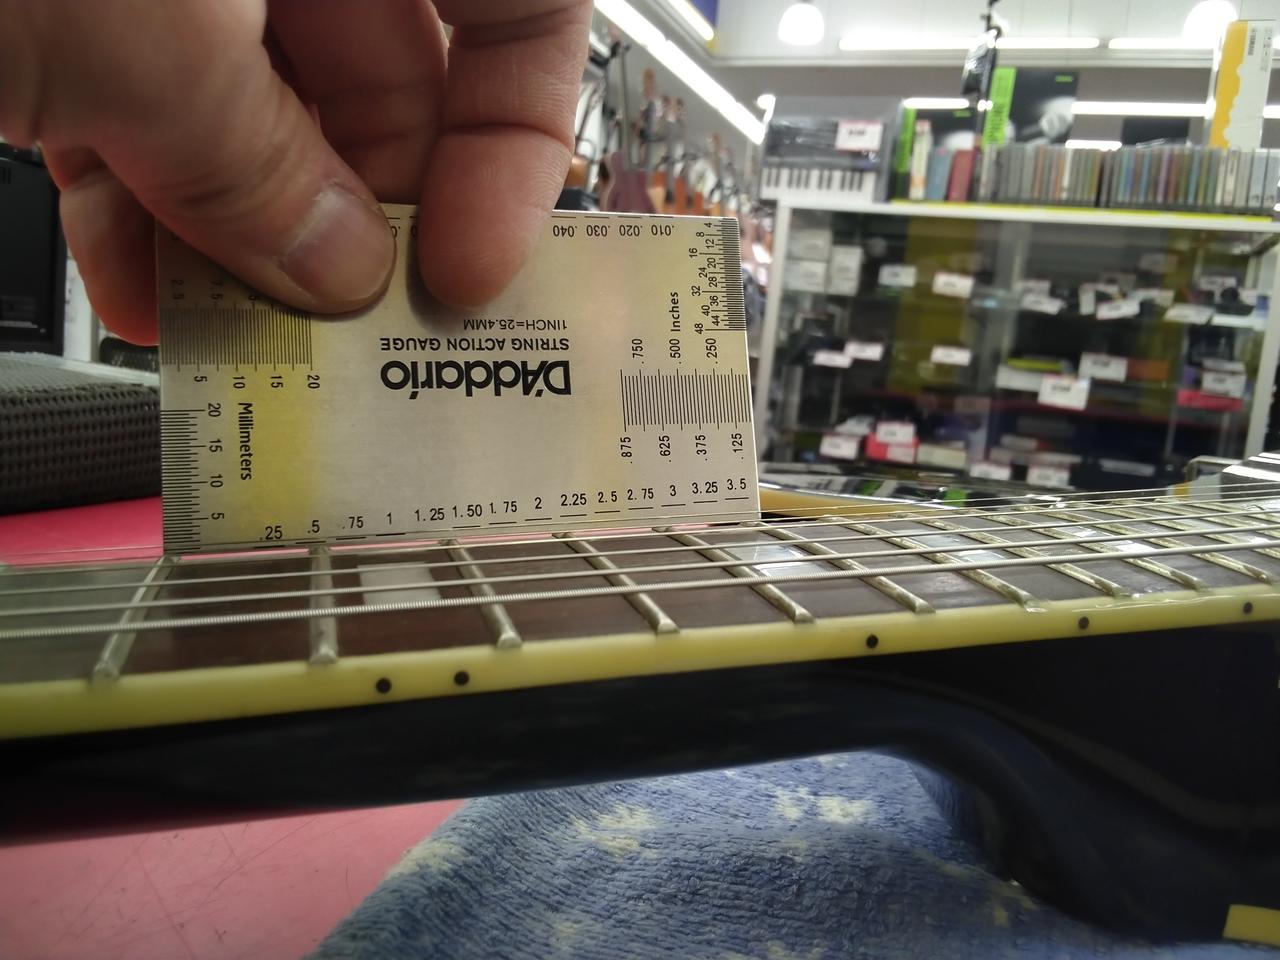 .040 .030 .020 .010
4
8 12
16 20
24 28
32 36
40 44
48
Inches
1INCH=25.4MM
STRING ACTION GAUGE
D'Addario
.750 .500 .250
.875 .625 .375 .125
5 10 15 20
Millimeters
20
15
10
5
.25 .5 .75 1 1.25 1.50 1.75 2 2.25 2.5 2.75 3 3.25 3.5